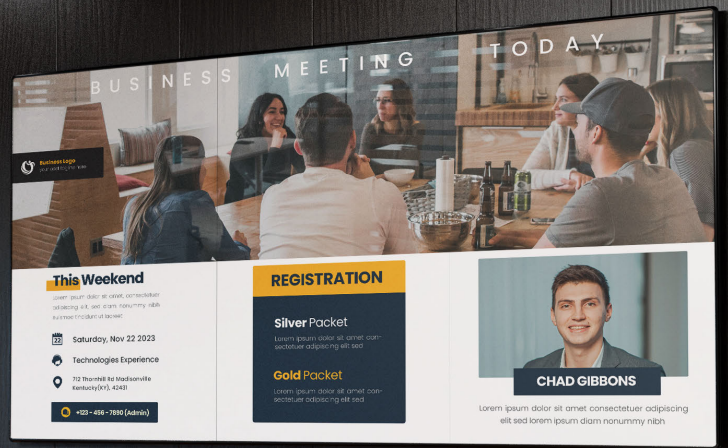 BUSINESS MEETING TODAY
Business Logo
This Weekend
Lorem ipsum dolor sit amet, consectetuer
adipiscing elit, sed diam nonummy nibh
euismod tincidunt ut laoreet
22
Saturday, Nov 22 2023
Technologies Experience
712 Thornhill Rd Madisonville
Kentucky(KY), 42431
+123 - 456 - 7890 (Admin)
REGISTRATION
Silver Packet
Lorem ipsum dolor sit amet, con-
sectetuer adipiscing elit sed
Gold Packet
Lorem ipsum dolor sit amet, con-
sectetuer adipiscing elit sed
CHAD GIBBONS
Lorem ipsum dolor sit amet consectetuer adipiscing
elit lorem ipsum dolor sit diam nonummy nibh